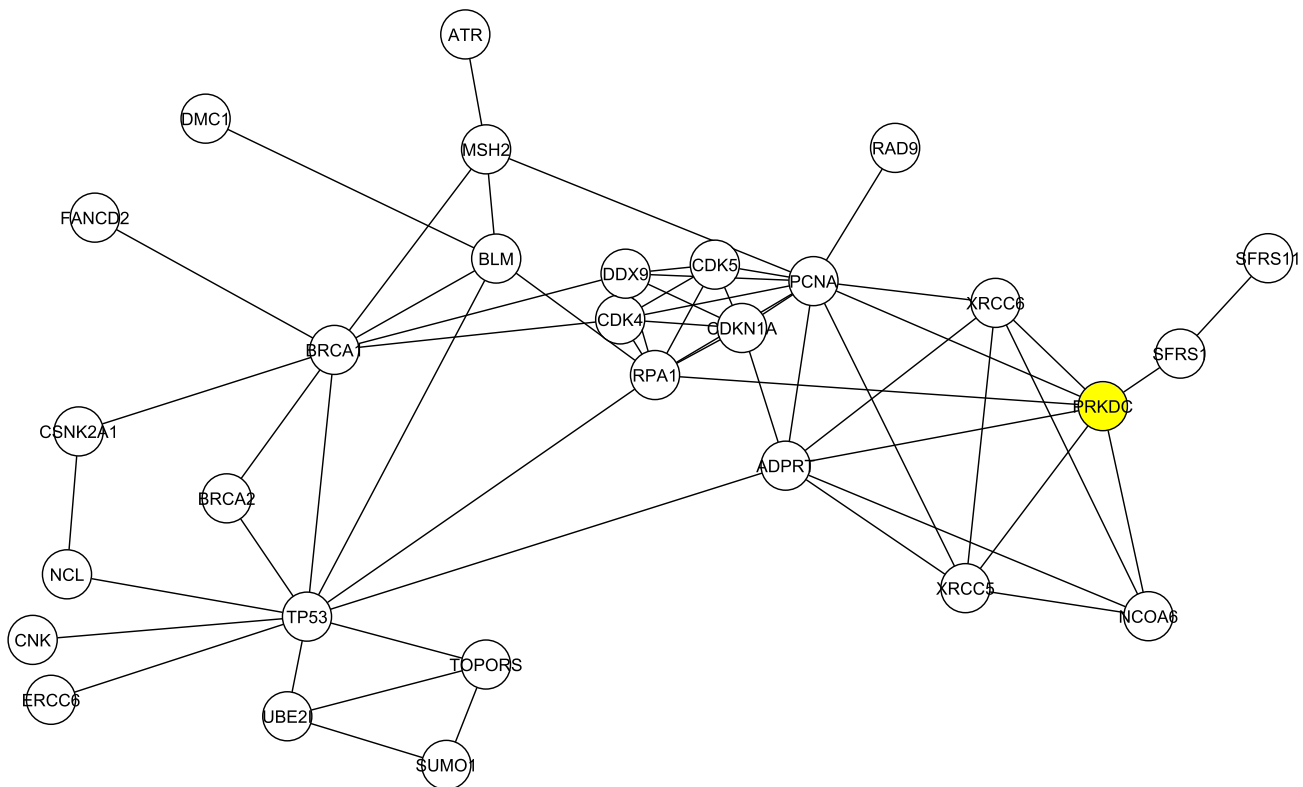 ATR
DMC1
MSH2
RAD9
FANCD2
BLM
DDX9
CDK5
PCNA
SFRS11
XRCC6
CDK4
CDKN1A
BRCA1
SFRS1
RPA1
PRKDC
CSNK2A1
ADPRT
BRCA2
NCL
XRCC5
TP53
NCOA6
CNK
TOPORS
ERCC6
UBE2I
SUMO1